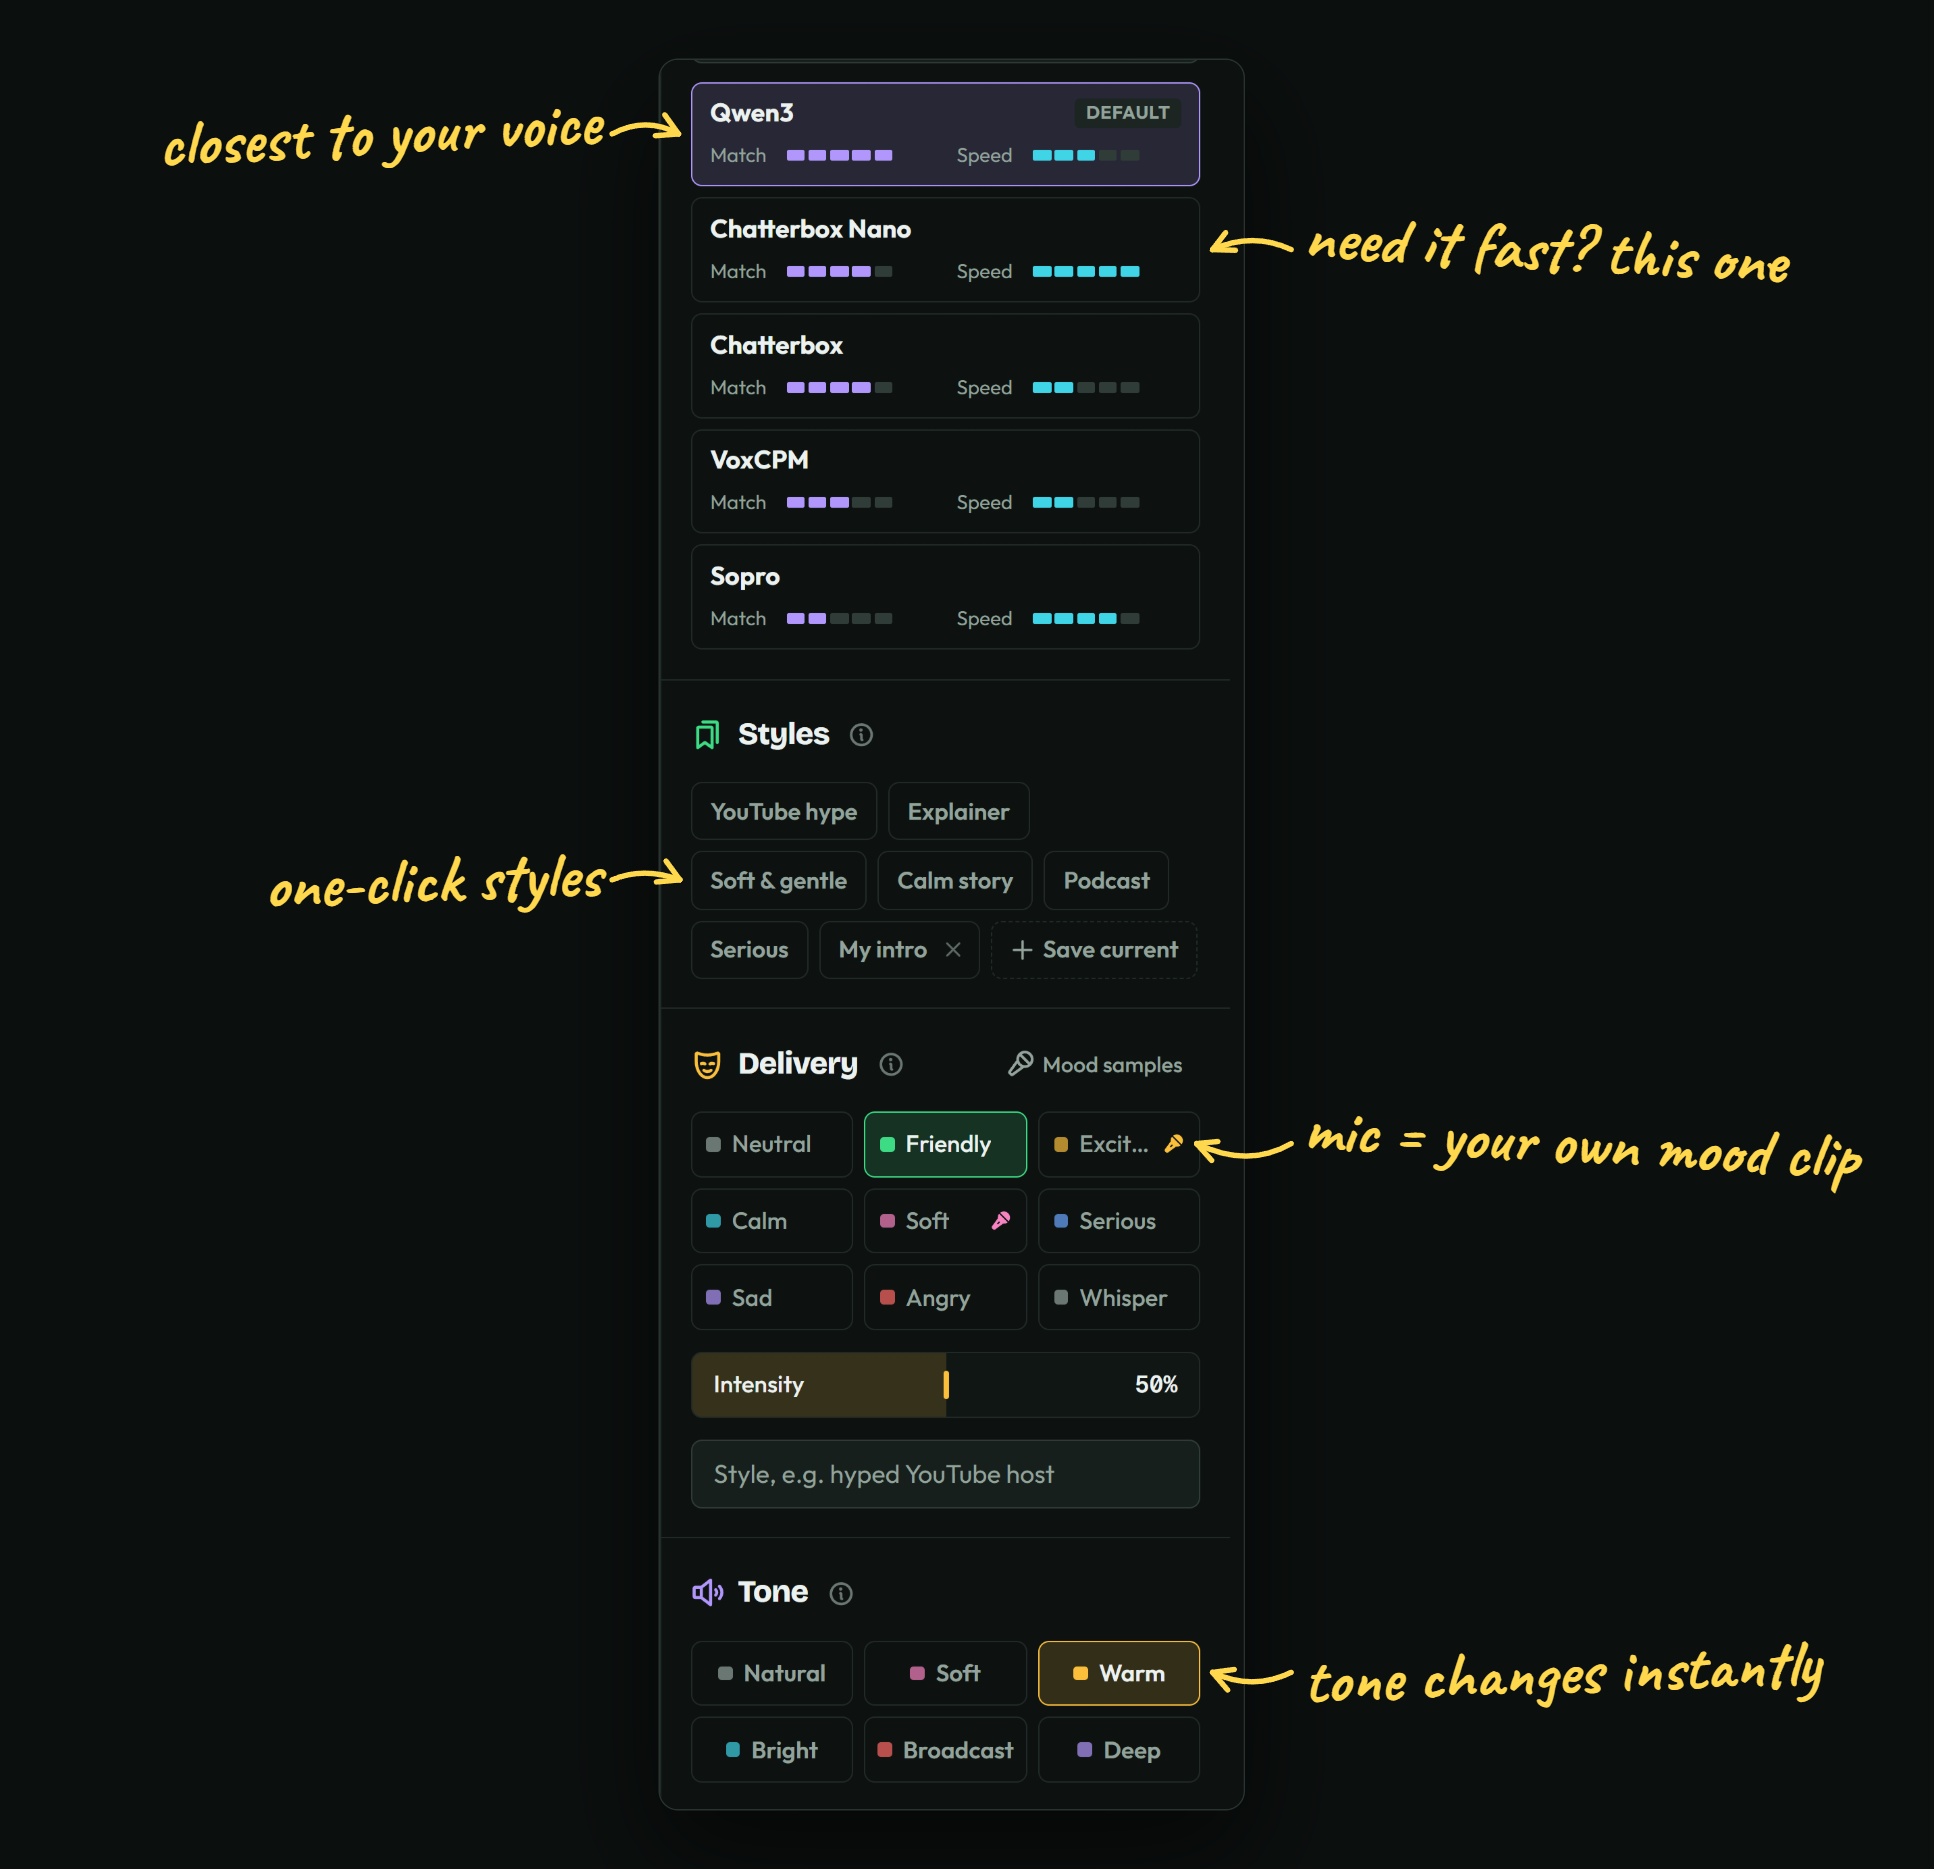 closest to your voice
Qwen3 DEFAULT
Match Speed
Chatterbox Nano
need it fast? this one
Match Speed
Chatterbox
Match Speed
VoxCPM
Match Speed
Sopro
Match Speed
Styles
YouTube hype Explainer
one-click styles
Soft & gentle Calm story Podcast
Serious My intro Save current
Delivery Mood samples
Neutral Friendly Excit...
mic = your own mood clip
Calm Soft Serious
Sad Angry Whisper
Intensity 50%
Style, e.g. hyped YouTube host
Tone
Natural Soft Warm
tone changes instantly
Bright Broadcast Deep